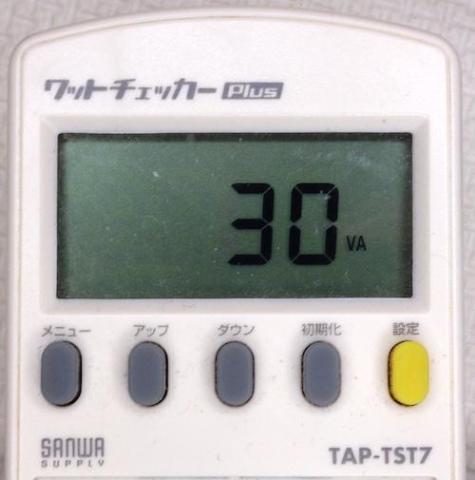 ワットチェッカー Plus
30 VA
メニュー アップ ダウン 初期化 設定
SANWA SUPPLY TAP-TST7